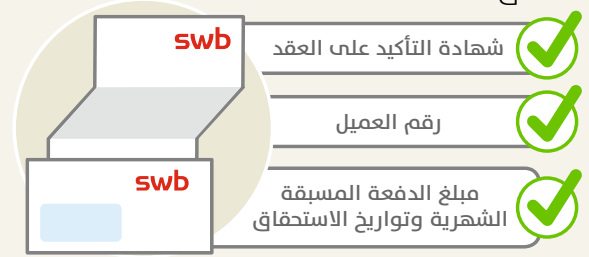 swb
شهادة التأكيد على العقد
رقم العميل
swb
مبلغ الدفعة المسبقة
الشهرية وتواريخ الاستحقاق